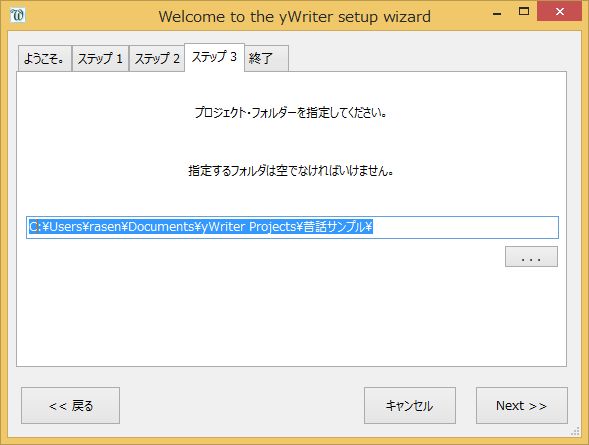 Welcome to the yWriter setup wizard
ようこそ。 ステップ 1 ステップ 2 ステップ 3 終了
プロジェクト・フォルダーを指定してください。
指定するフォルダは空でなければいけません。
C:¥Users¥rasen¥Documents¥yWriter Projects¥昔話サンプル¥
...
<< 戻る キャンセル Next >>